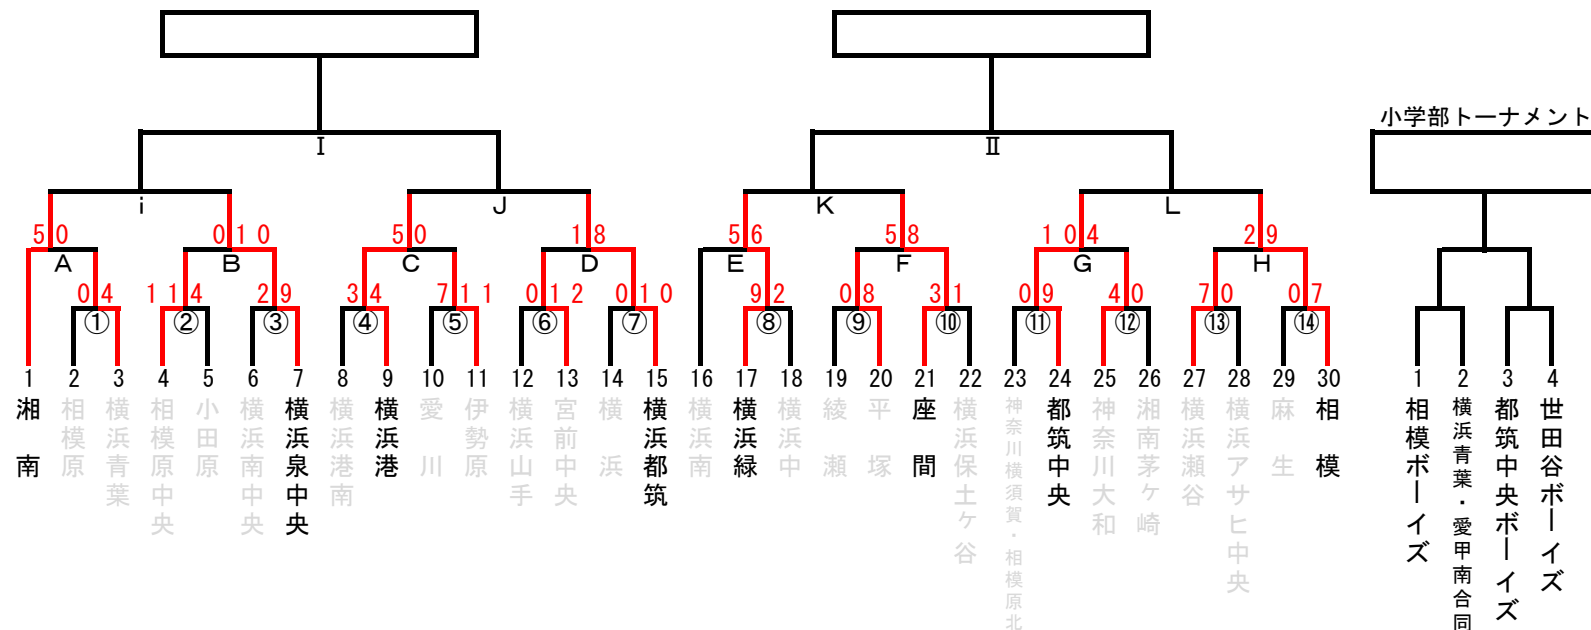 小学部トーナメント
I
II
i
J
K
L
5 0
0 1 0
5 0
1 8
5 6
5 8
1 0 4
2 9
A
B
C
D
E
F
G
H
0 4
1 1 4
2 9
3 4
7 1 1
0 1 2
0 1 0
9 2
0 8
3 1
0 9
4 0
7 0
0 7
①
②
③
④
⑤
⑥
⑦
⑧
⑨
⑩
⑪
⑫
⑬
⑭
1
2
3
4
5
6
7
8
9
10
11
12
13
14
15
16
17
18
19
20
21
22
23
24
25
26
27
28
29
30
1
2
3
4
湘南
相模原
横浜青葉
相模原中央
小田原
横浜南中央
横浜泉中央
横浜港南
横浜港
愛川
伊勢原
横浜山手
宮前中央
横浜
横浜都筑
横浜南
横浜緑
横浜中
綾瀬
平塚
座間
横浜保土ヶ谷
神奈川横須賀・相模原北
都筑中央
神奈川大和
湘南茅ケ崎
横浜瀬谷
横浜アサヒ中央
麻生
相模
相模ボーイズ
横浜青葉・愛甲南合同
都筑中央ボーイズ
世田谷ボーイズ